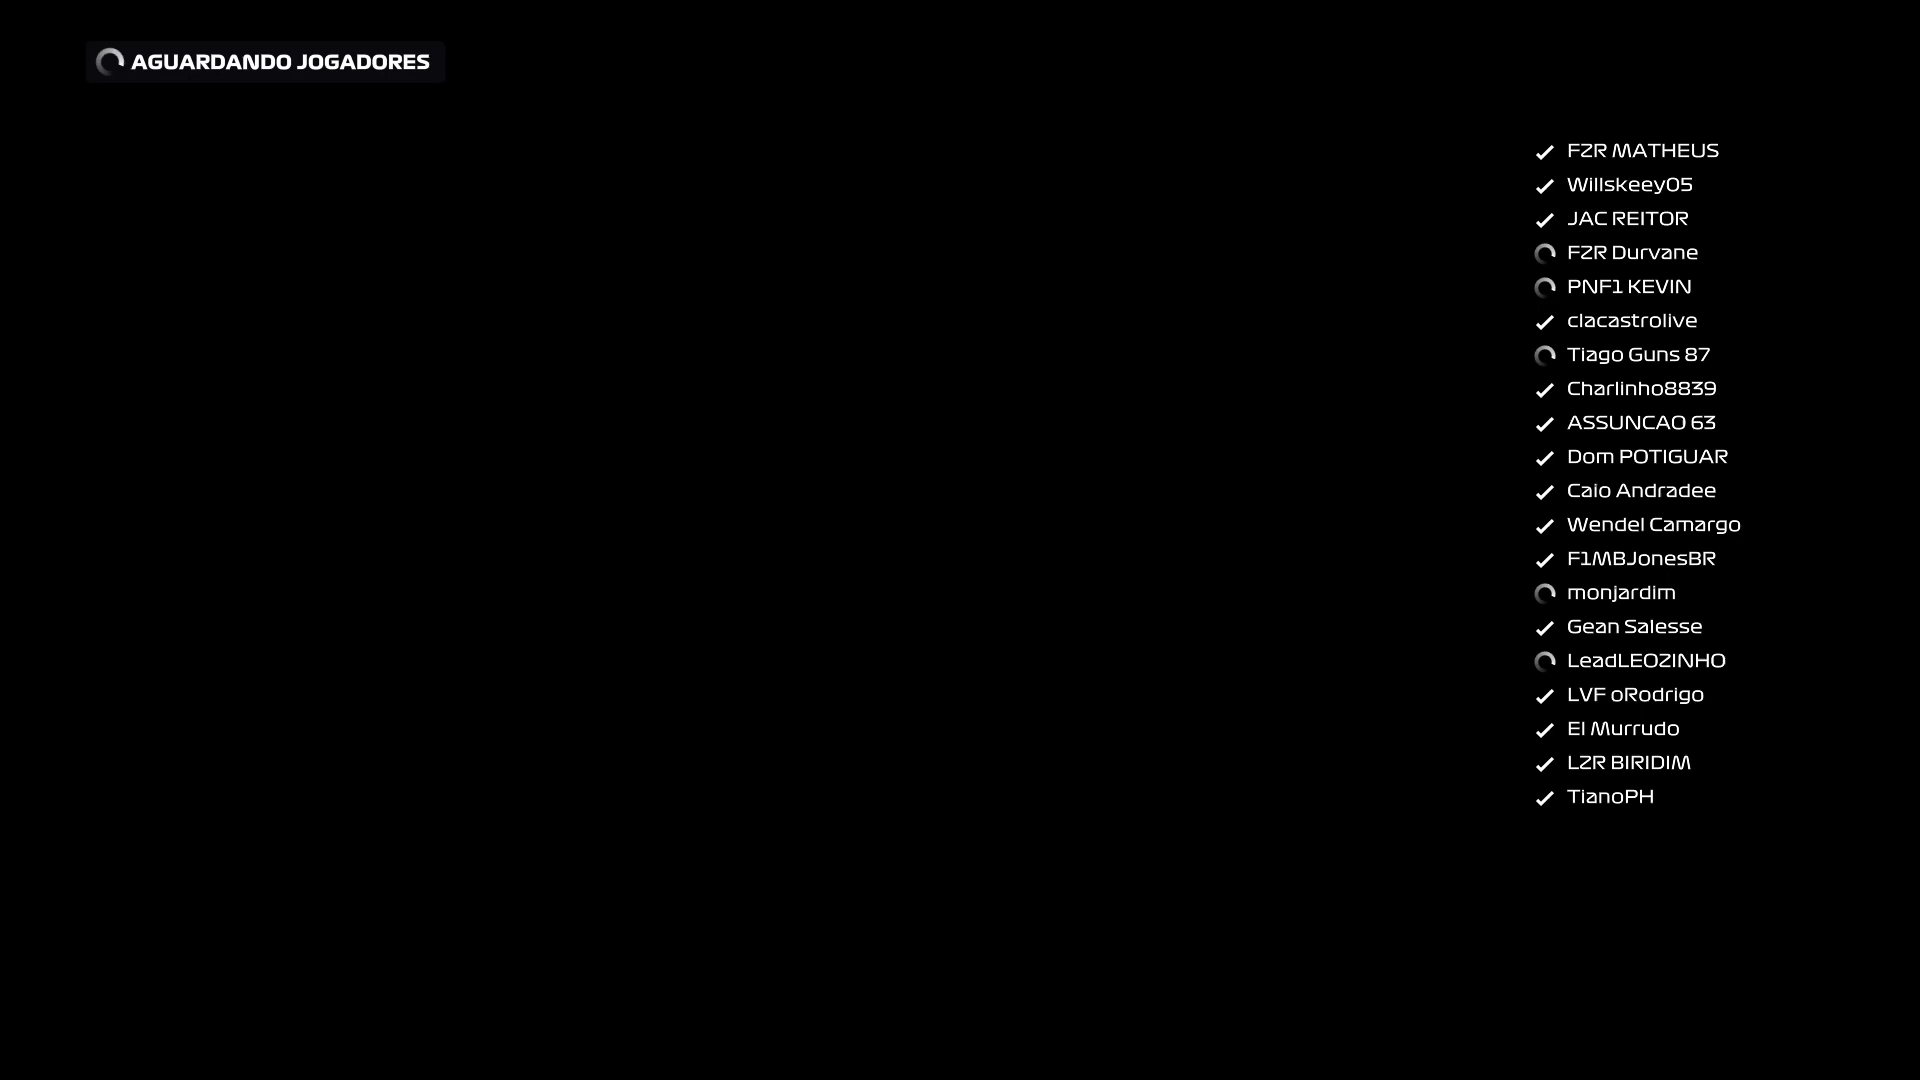 AGUARDANDO JOGADORES
FZR MATHEUS
Willskeey05
JAC REITOR
FZR Durvane
PNF1 KEVIN
clacastrolive
Tiago Guns 87
Charlinho8839
ASSUNCAO 63
Dom POTIGUAR
Caio Andradee
Wendel Camargo
F1MBJonesBR
monjardim
Gean Salesse
LeadLEOZINHO
LVF oRodrigo
El Murrudo
LZR BIRIDIM
TianoPH